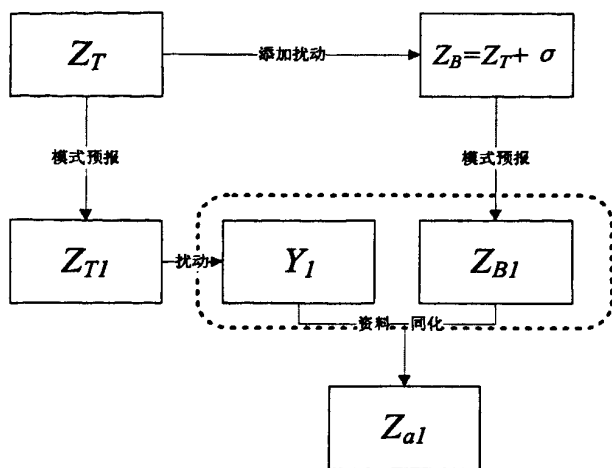 Z_T
添加扰动
Z_B=Z_T+ σ
模式预报
模式预报
Z_T1
扰动
Y_1
Z_B1
资料 同化
Z_a1